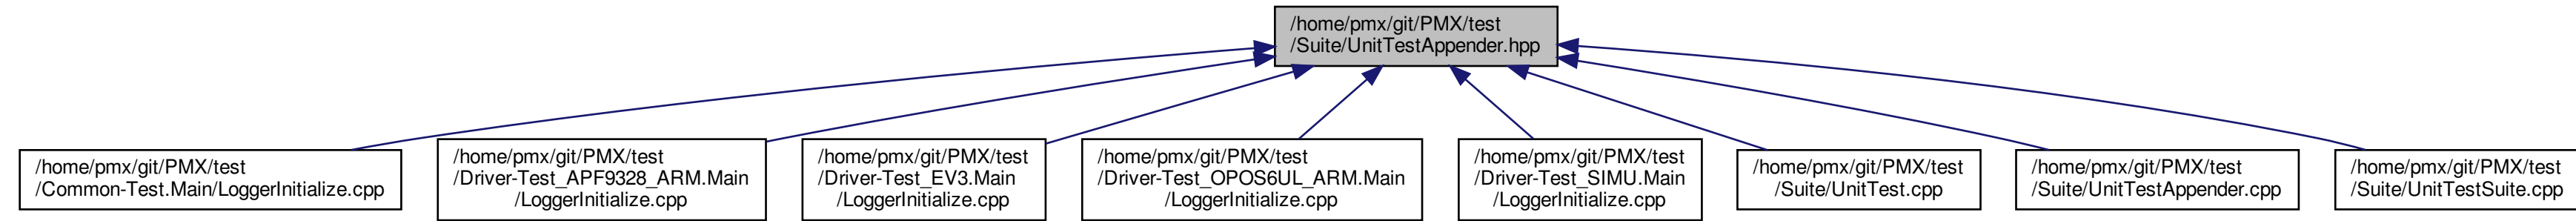 /home/pmx/git/PMX/test
/Suite/UnitTestAppender.hpp
/home/pmx/git/PMX/test
/Common-Test.Main/LoggerInitialize.cpp
/home/pmx/git/PMX/test
/Driver-Test_APF9328_ARM.Main
/LoggerInitialize.cpp
/home/pmx/git/PMX/test
/Driver-Test_EV3.Main
/LoggerInitialize.cpp
/home/pmx/git/PMX/test
/Driver-Test_OPOS6UL_ARM.Main
/LoggerInitialize.cpp
/home/pmx/git/PMX/test
/Driver-Test_SIMU.Main
/LoggerInitialize.cpp
/home/pmx/git/PMX/test
/Suite/UnitTest.cpp
/home/pmx/git/PMX/test
/Suite/UnitTestAppender.cpp
/home/pmx/git/PMX/test
/Suite/UnitTestSuite.cpp